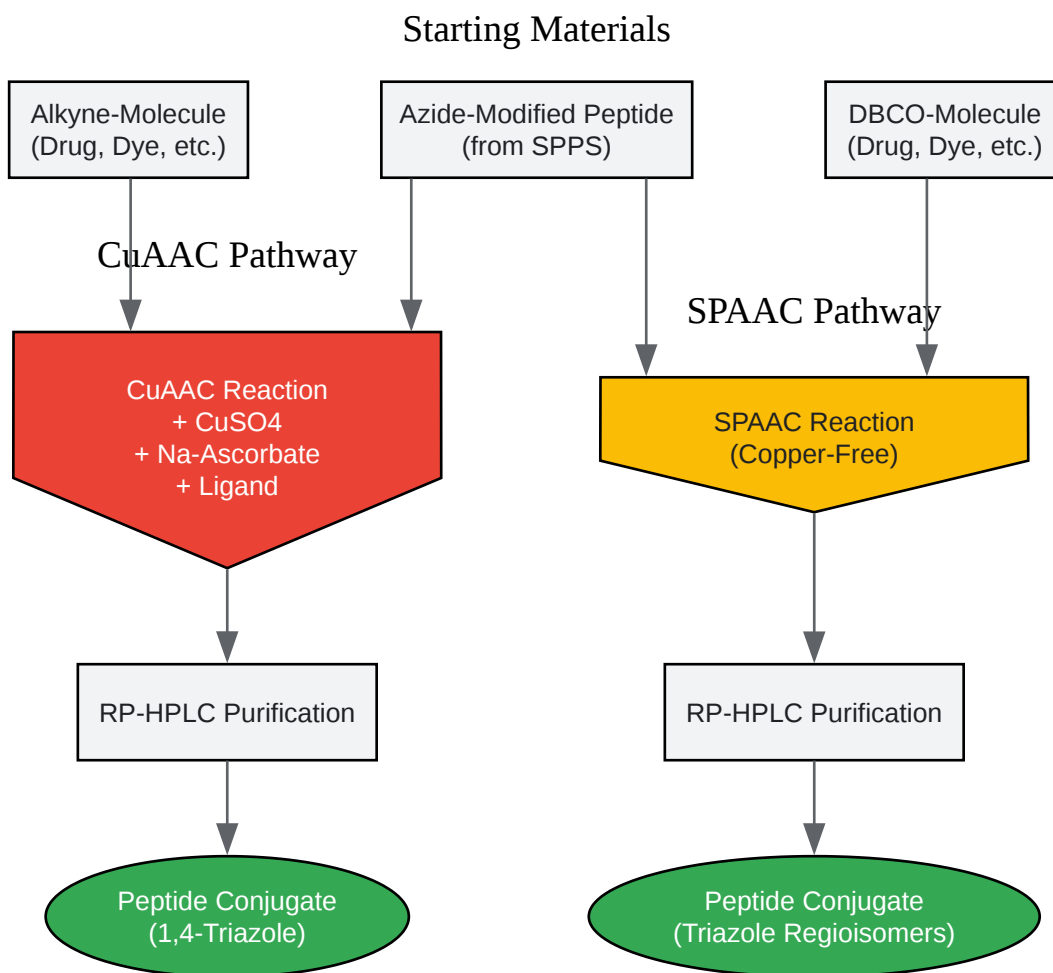 Starting Materials
Alkyne-Molecule
(Drug, Dye, etc.)
Azide-Modified Peptide
(from SPPS)
DBCO-Molecule
(Drug, Dye, etc.)
CuAAC Pathway
SPAAC Pathway
CuAAC Reaction
+ CuSO4
+ Na-Ascorbate
+ Ligand
SPAAC Reaction
(Copper-Free)
RP-HPLC Purification
RP-HPLC Purification
Peptide Conjugate
(1,4-Triazole)
Peptide Conjugate
(Triazole Regioisomers)